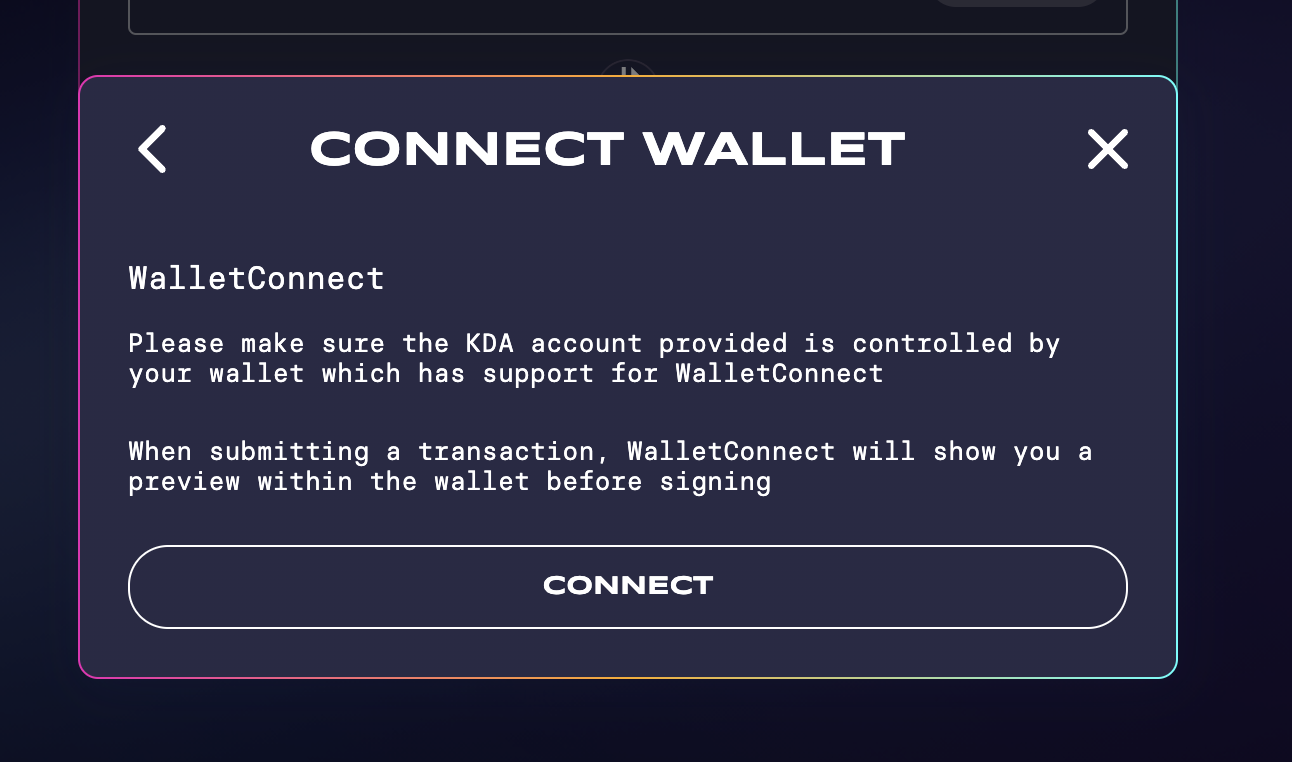 CONNECT WALLET
WalletConnect
Please make sure the KDA account provided is controlled by
your wallet which has support for WalletConnect
When submitting a transaction, WalletConnect will show you a
preview within the wallet before signing
CONNECT